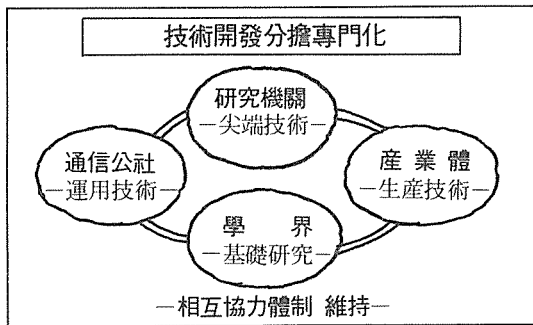 技術開發分擔專門化
研究機關
—尖端技術—
通信公社
—運用技術—
産業體
—生産技術—
學 界
—基礎研究—
—相互協力體制 維持—